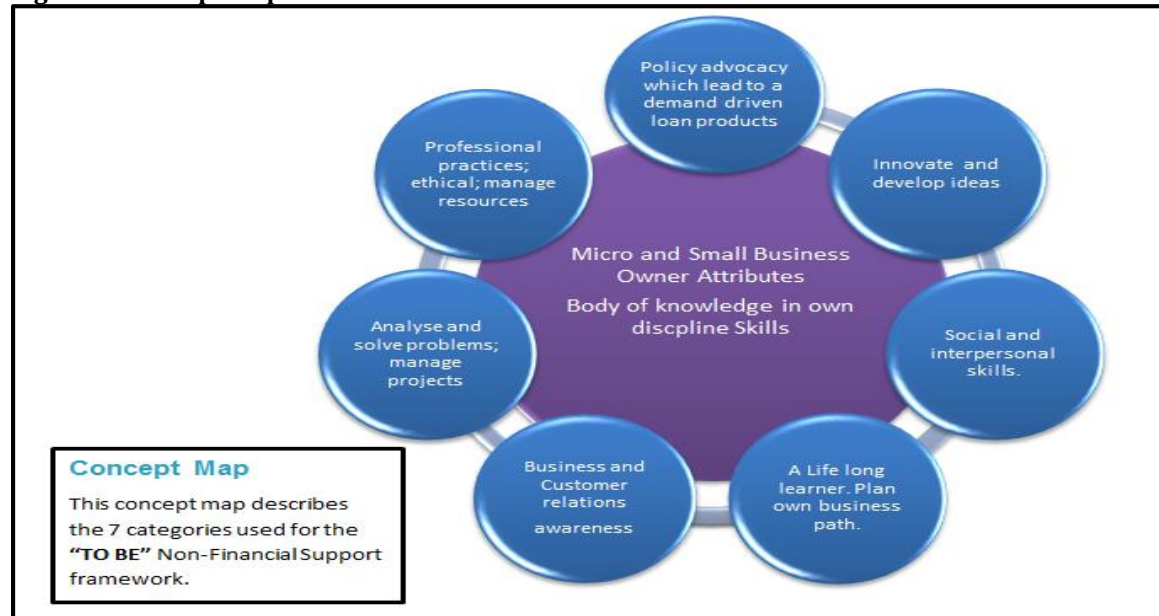 Policy advocacy
which lead to a
demand driven
loan products
Innovate and
develop ideas
Social and
interpersonal
skills.
A Life long
learner. Plan
own business
path.
Business and
Customer
relations
awareness
Analyse and
solve problems;
manage
projects
Professional
practices;
ethical; manage
resources
Micro and Small Business
Owner Attributes
Body of knowledge in own
discpline Skills
Concept Map
This concept map describes
the 7 categories used for the
“TO BE” Non-Financial Support
framework.